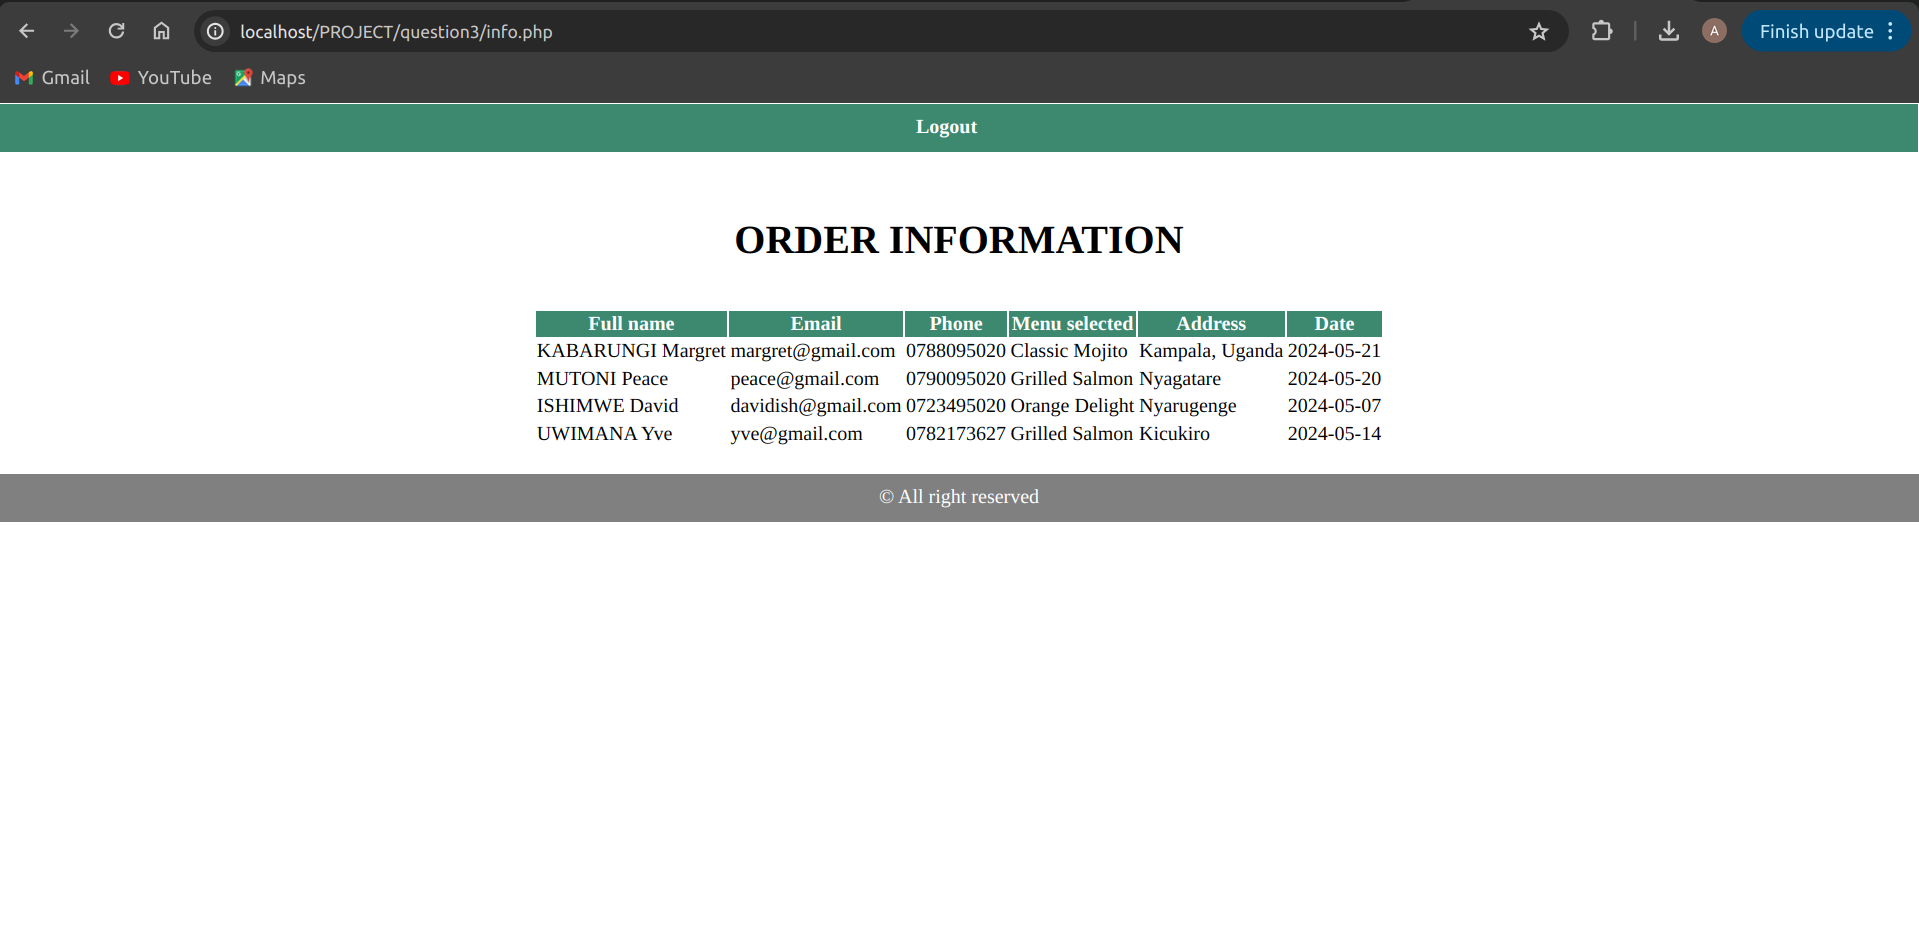 localhost/PROJECT/question3/info.php A Finish update
Gmail YouTube Maps
Logout
ORDER INFORMATION
Full name Email Phone Menu selected Address Date
KABARUNGI Margret margret@gmail.com 0788095020 Classic Mojito Kampala, Uganda 2024-05-21
MUTONI Peace peace@gmail.com 0790095020 Grilled Salmon Nyagatare 2024-05-20
ISHIMWE David davidish@gmail.com 0723495020 Orange Delight Nyarugenge 2024-05-07
UWIMANA Yve yve@gmail.com 0782173627 Grilled Salmon Kicukiro 2024-05-14
© All right reserved